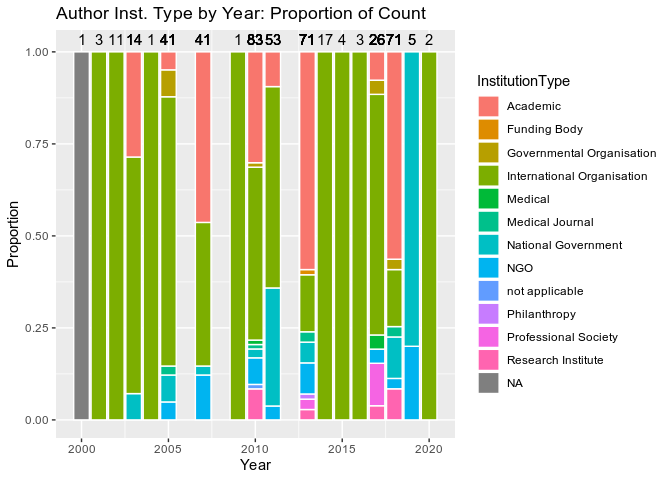 Author Inst. Type by Year: Proportion of Count
1 3 11 14 1 41 41 1 83 53 71 17 4 3 26 71 5 2
1.00
0.75
0.50
0.25
0.00
Proportion
2000 2005 2010 2015 2020
Year
InstitutionType
Academic
Funding Body
Governmental Organisation
International Organisation
Medical
Medical Journal
National Government
NGO
not applicable
Philanthropy
Professional Society
Research Institute
NA